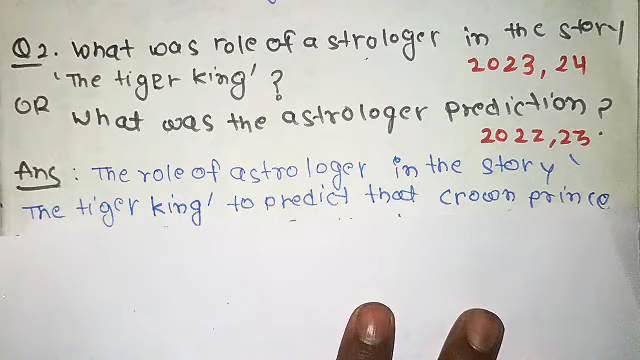 Q2. What was role of astrologer in the story
'The tiger king' ? 2023, 24
OR What was the astrologer prediction ?
2022, 23.
Ans : The role of astrologer in the story '
The tiger king' to predict that crown prince